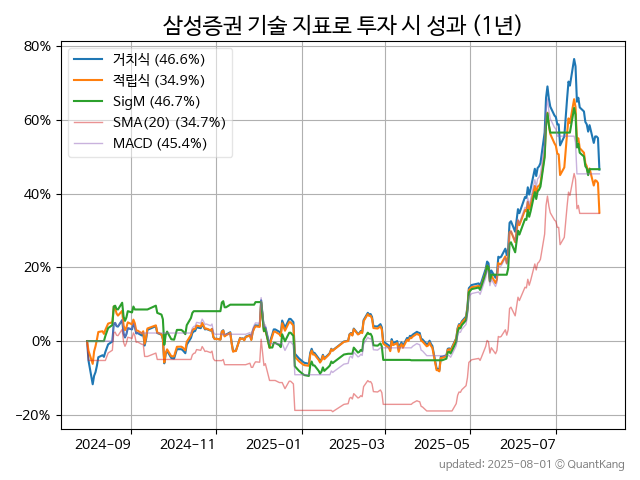 삼성증권 기술 지표로 투자 시 성과 (1년)
80%
60%
40%
20%
0%
−20%
거치식 (46.6%)
적립식 (34.9%)
SigM (46.7%)
SMA(20) (34.7%)
MACD (45.4%)
2024-09 2024-11 2025-01 2025-03 2025-05 2025-07
updated: 2025-08-01 © QuantKang